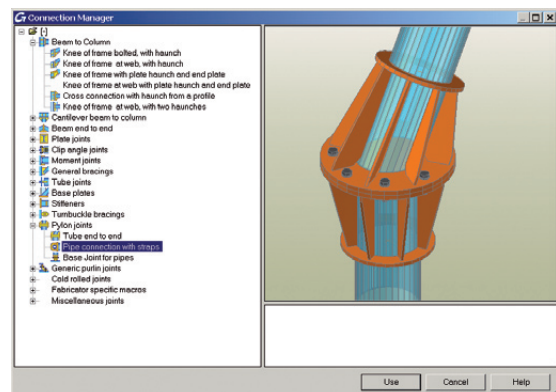 Connection Manager
[-]
Beam to Column
Knee of frame bolted, with haunch
Knee of frame at web, with haunch
Knee of frame with plate haunch and end plate
Knee of frame at web with plate haunch and end plate
Cross connection with haunch from a profile
Knee of frame at web, with two haunches
Cantilever beam to column
Beam end to end
Plate joints
Clip angle joints
Moment joints
General bracings
Tube joints
Base plates
Stiffeners
Turnbuckle bracings
Pylon joints
Tube end to end
Pipe connection with straps
Base Joint for pipes
Generic purlin joints
Cold rolled joints
Fabricator specific macros
Miscellaneous joints
Use
Cancel
Help